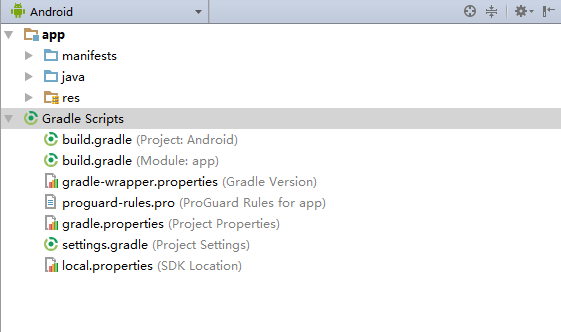 Android
app
manifests
java
res
Gradle Scripts
build.gradle (Project: Android)
build.gradle (Module: app)
gradle-wrapper.properties (Gradle Version)
proguard-rules.pro (ProGuard Rules for app)
gradle.properties (Project Properties)
settings.gradle (Project Settings)
local.properties (SDK Location)